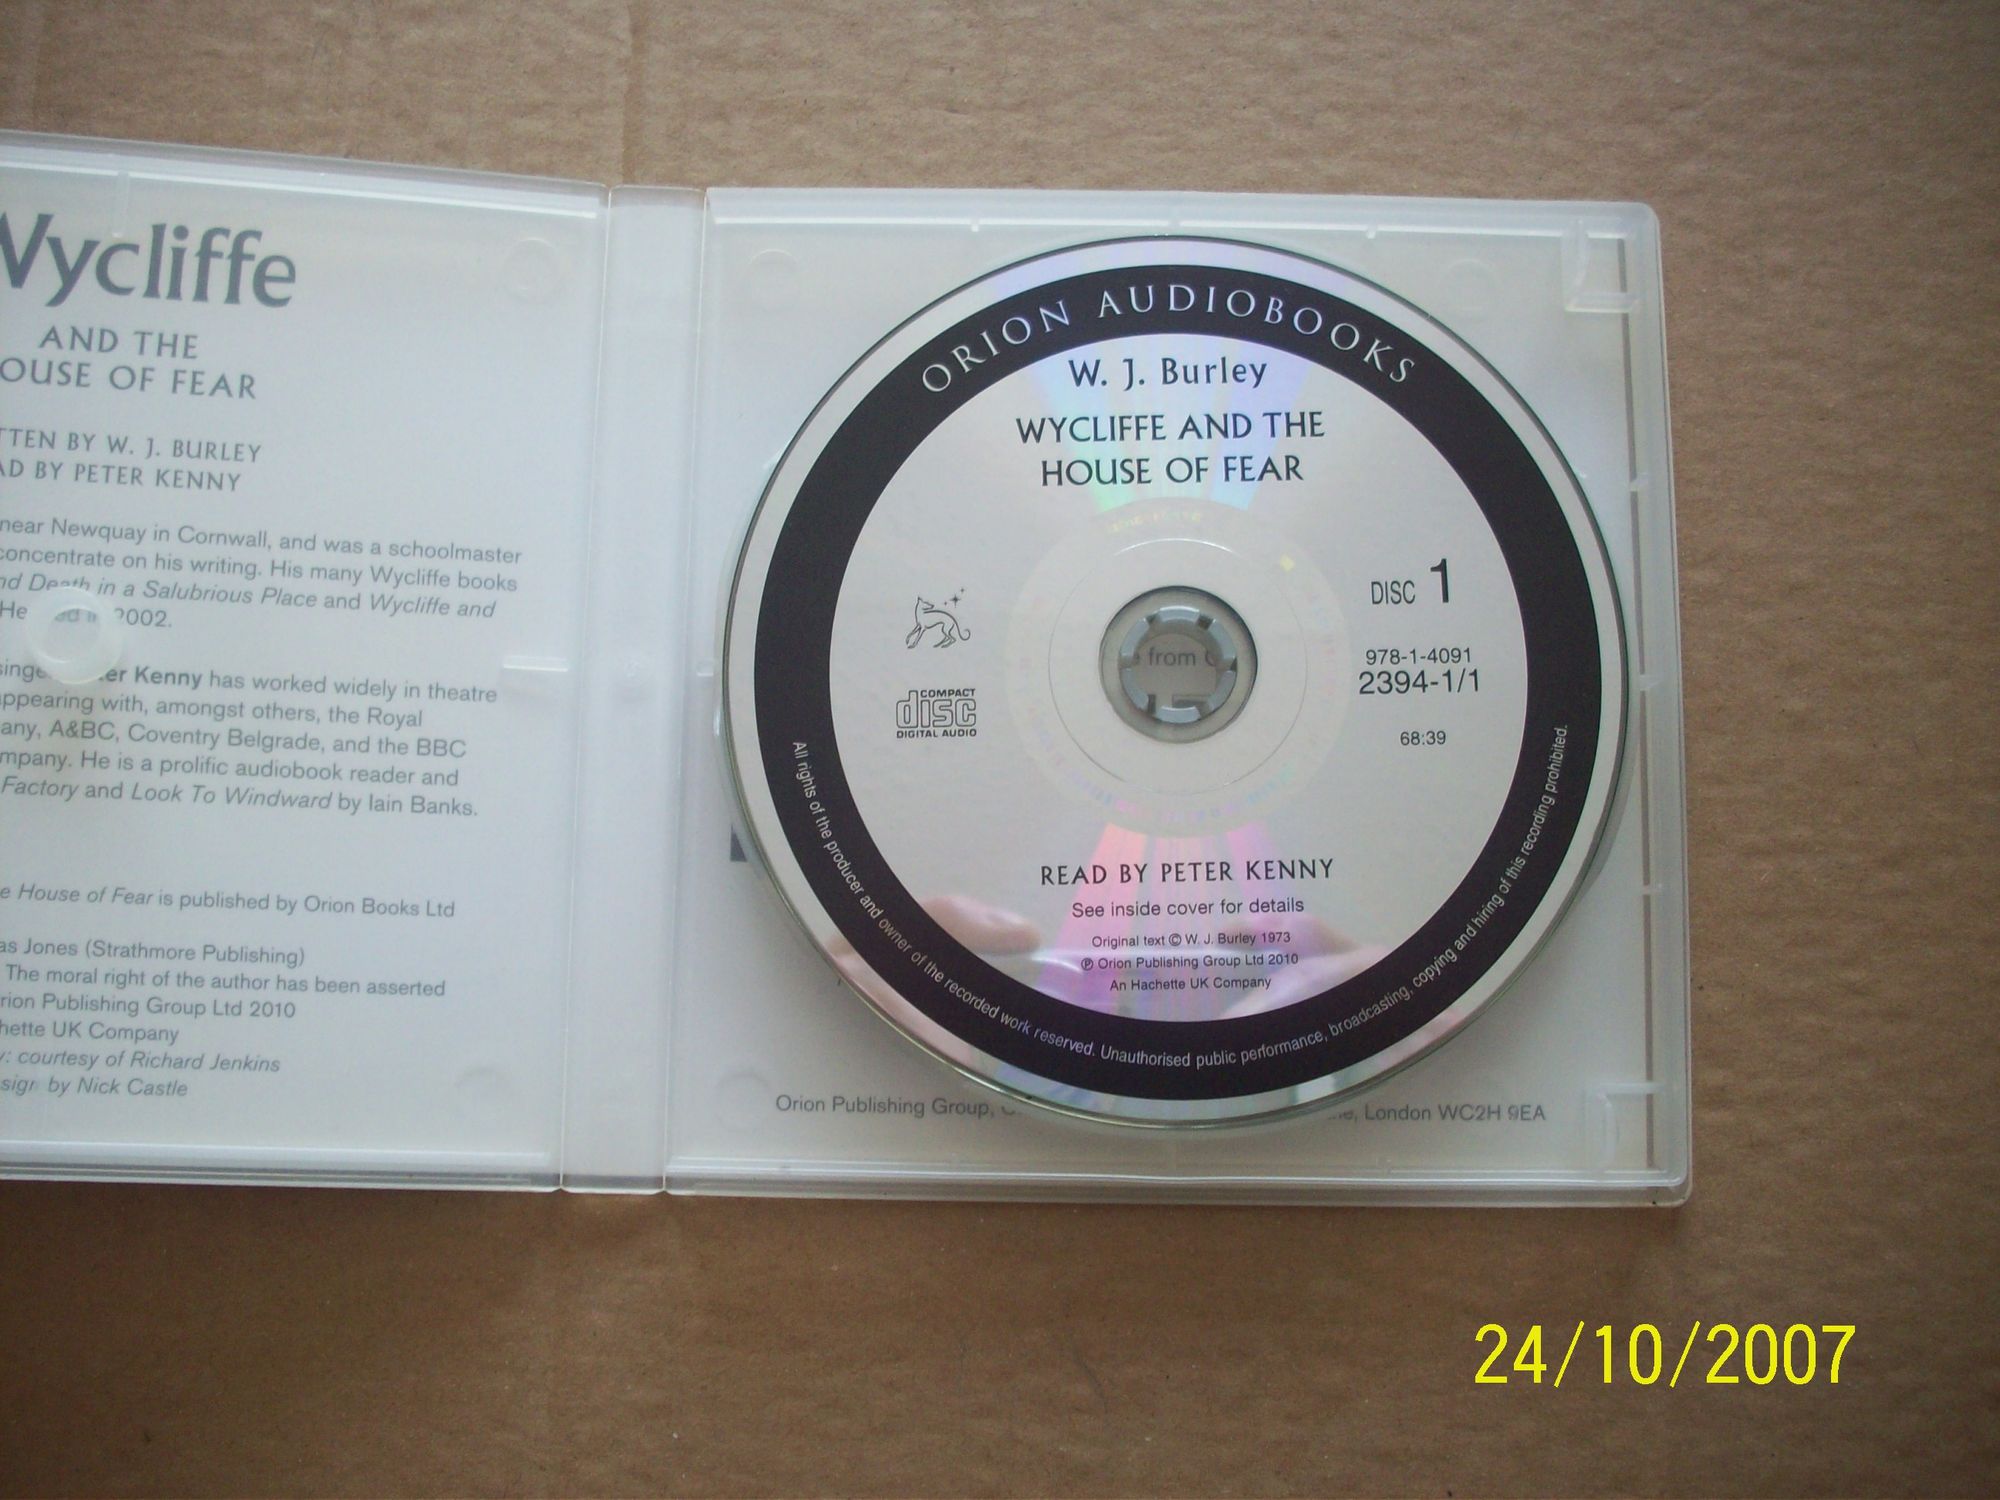 Wycliffe
AND THE
HOUSE OF FEAR
TTEN BY W. J. BURLEY
AD BY PETER KENNY
near Newquay in Cornwall, and was a schoolmaster
concentrate on his writing. His many Wycliffe books
nd Death in a Salubrious Place and Wycliffe and
He 2002.
Kenny has worked widely in theatre
appearing with, amongst others, the Royal
any, A&BC, Coventry Belgrade, and the BBC
mpany. He is a prolific audiobook reader and
Factory and Look To Windward by Iain Banks.
e House of Fear is published by Orion Books Ltd
as Jones (Strathmore Publishing)
The moral right of the author has been asserted
rion Publishing Group Ltd 2010
hette UK Company
y: courtesy of Richard Jenkins
sign by Nick Castle
ORION AUDIOBOOKS
W. J. Burley
WYCLIFFE AND THE
HOUSE OF FEAR
DISC 1
from
978-1-4091
2394-1/1
COMPACT
disc
DIGITAL AUDIO
68:39
READ BY PETER KENNY
See inside cover for details
Original text © W. J. Burley 1973
℗ Orion Publishing Group Ltd 2010
An Hachette UK Company
All rights of the producer and owner of the recorded work reserved. Unauthorised public performance, broadcasting, copying and hiring of this recording prohibited.
Orion Publishing Group, London WC2H 9EA
24/10/2007